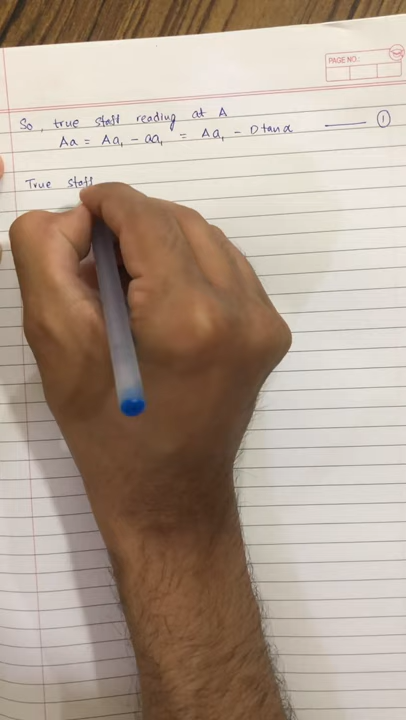 PAGE NO.:
So, true staff reading at A
Aa = Aa₁ - aa₁ = Aa₁ - D tan α —— ①
True staff